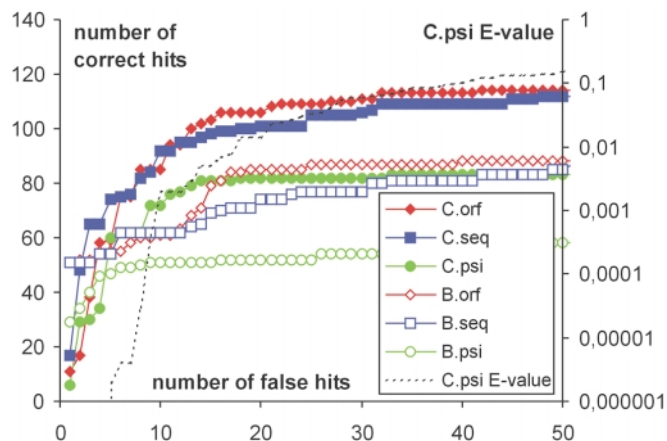 140
120
100
80
60
40
20
0
number of
correct hits
C.psi E-value
1
0,1
0,01
0,001
0,0001
0,00001
0,000001
C.orf
C.seq
C.psi
B.orf
B.seq
B.psi
C.psi E-value
number of false hits
0
10
20
30
40
50